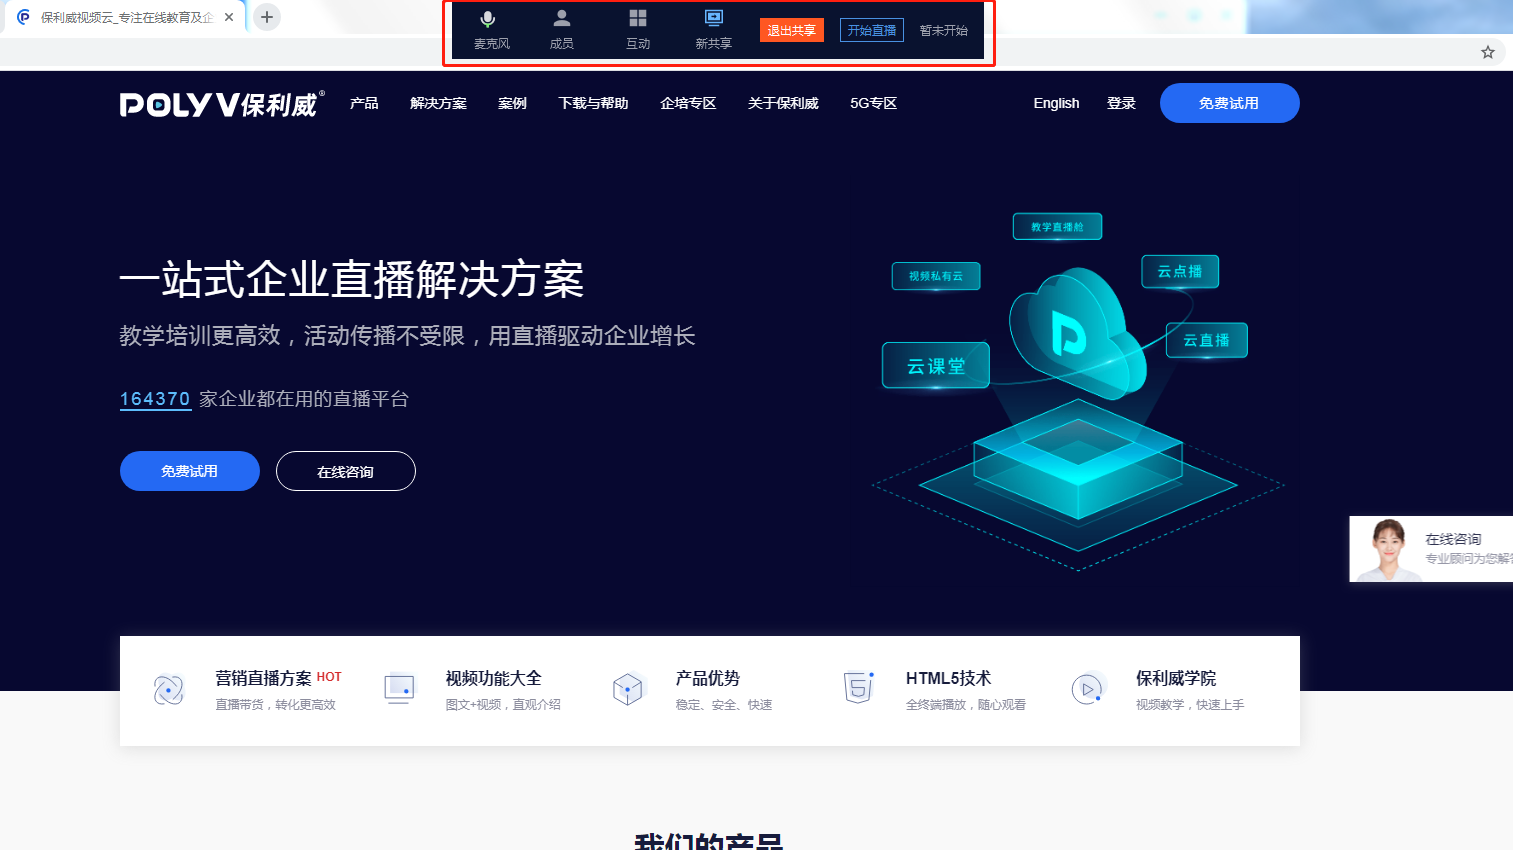 保利威视频云_专注在线教育及企
麦克风
成员
互动
新共享
退出共享
开始直播
暂未开始
POLYV保利威®
产品
解决方案
案例
下载与帮助
企培专区
关于保利威
5G专区
English
登录
免费试用
一站式企业直播解决方案
教学培训更高效，活动传播不受限，用直播驱动企业增长
164370 家企业都在用的直播平台
免费试用
在线咨询
教学直播舱
视频私有云
云点播
云直播
云课堂
在线咨询
专业顾问为您解答
营销直播方案 HOT
直播带货，转化更高效
视频功能大全
图文+视频，直观介绍
产品优势
稳定、安全、快速
HTML5技术
全终端播放，随心观看
保利威学院
视频教学，快速上手
我们的产品